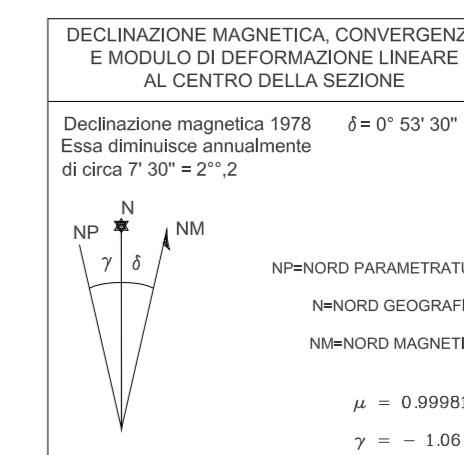 DECLINAZIONE MAGNETICA, CONVERGENZ
E MODULO DI DEFORMAZIONE LINEARE
AL CENTRO DELLA SEZIONE
Declinazione magnetica 1978 δ = 0° 53' 30"
Essa diminuisce annualmente
di circa 7' 30" = 2°°,2
N
NP NM
γ δ
NP=NORD PARAMETRATU
N=NORD GEOGRAFI
NM=NORD MAGNETI
μ = 0.99981
γ = − 1.06